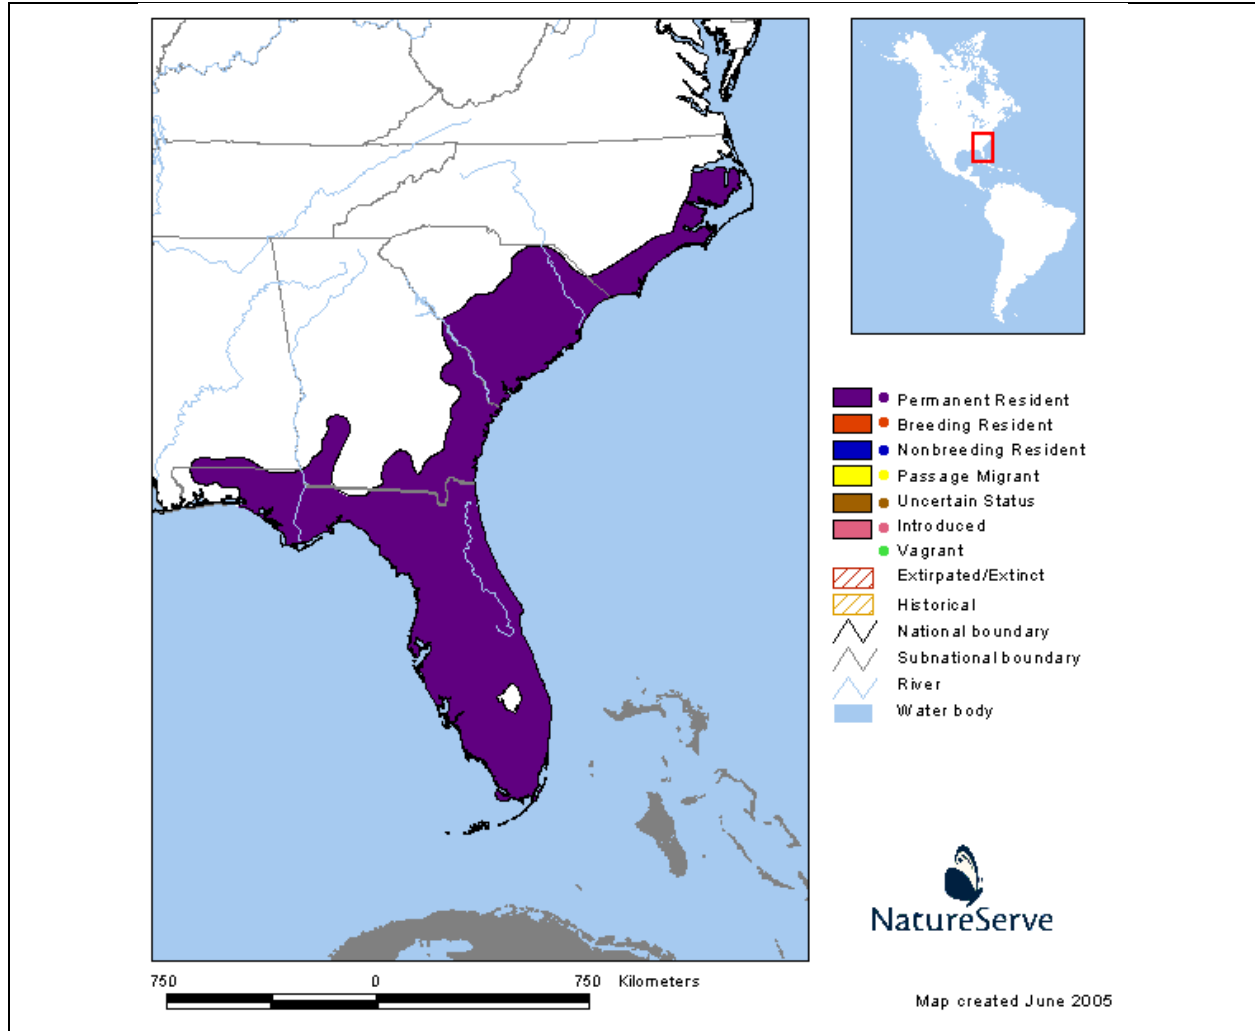 Permanent Resident
Breeding Resident
Nonbreeding Resident
Passage Migrant
Uncertain Status
Introduced
Vagrant
Extirpated/Extinct
Historical
National boundary
Subnational boundary
River
Water body
NatureServe
750 0 750 Kilometers
Map created June 2005